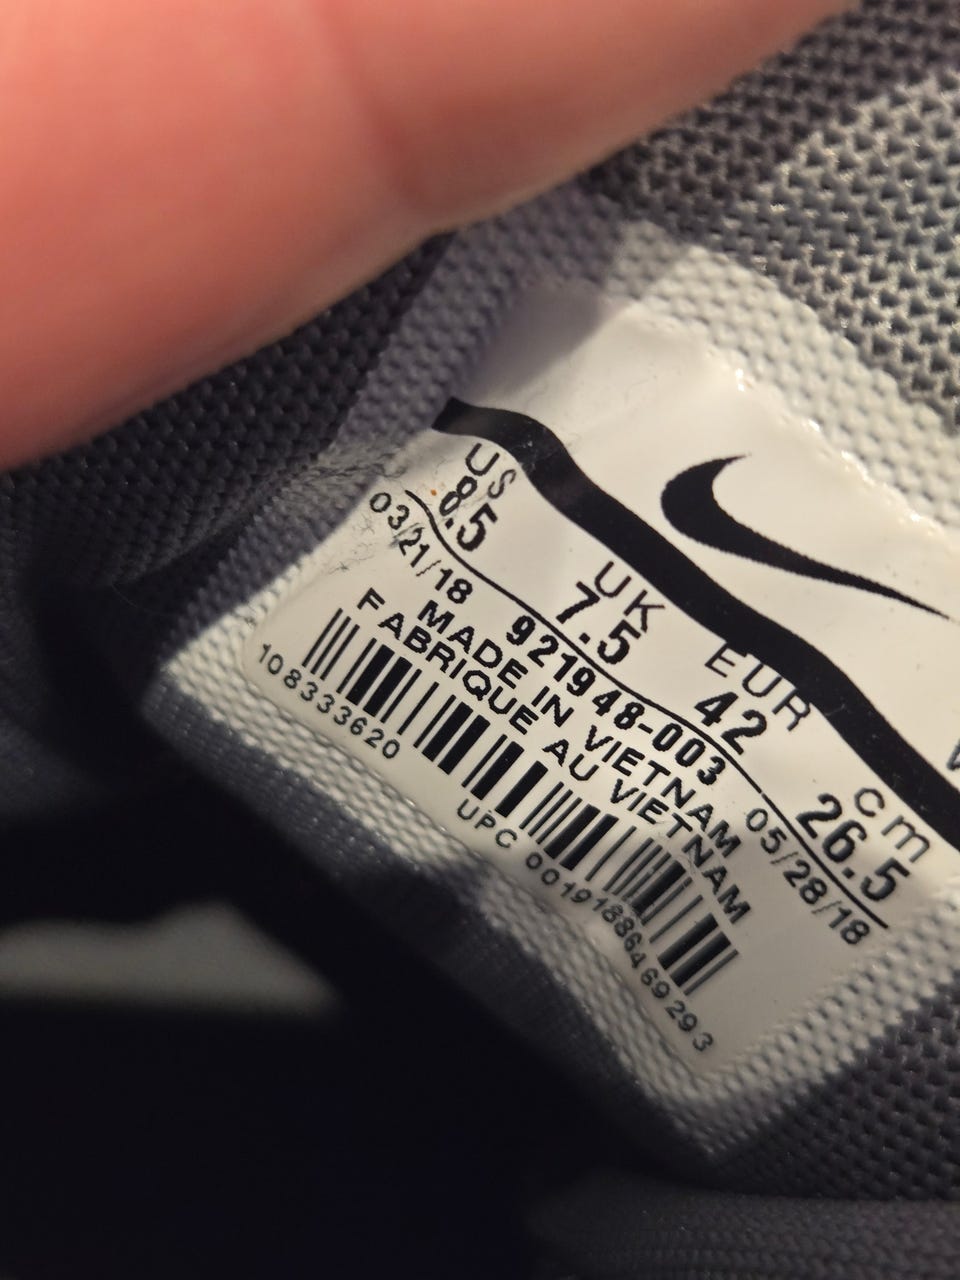 US UK EUR cm
8.5 7.5 42 26.5
03/21/18 921948-003 05/28/18
MADE IN VIETNAM
FABRIQUE AU VIETNAM
108333620
UPC 00191886469293